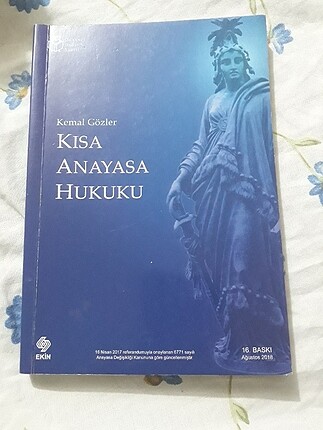 Kemal Gözler
KISA
ANAYASA
HUKUKU
EKİN
16 Nisan 2017 referandumuyla onaylanan 6771 sayılı
Anayasa Değişikliği Kanununa göre güncellenmiştir
16. BASKI
Ağustos 2018